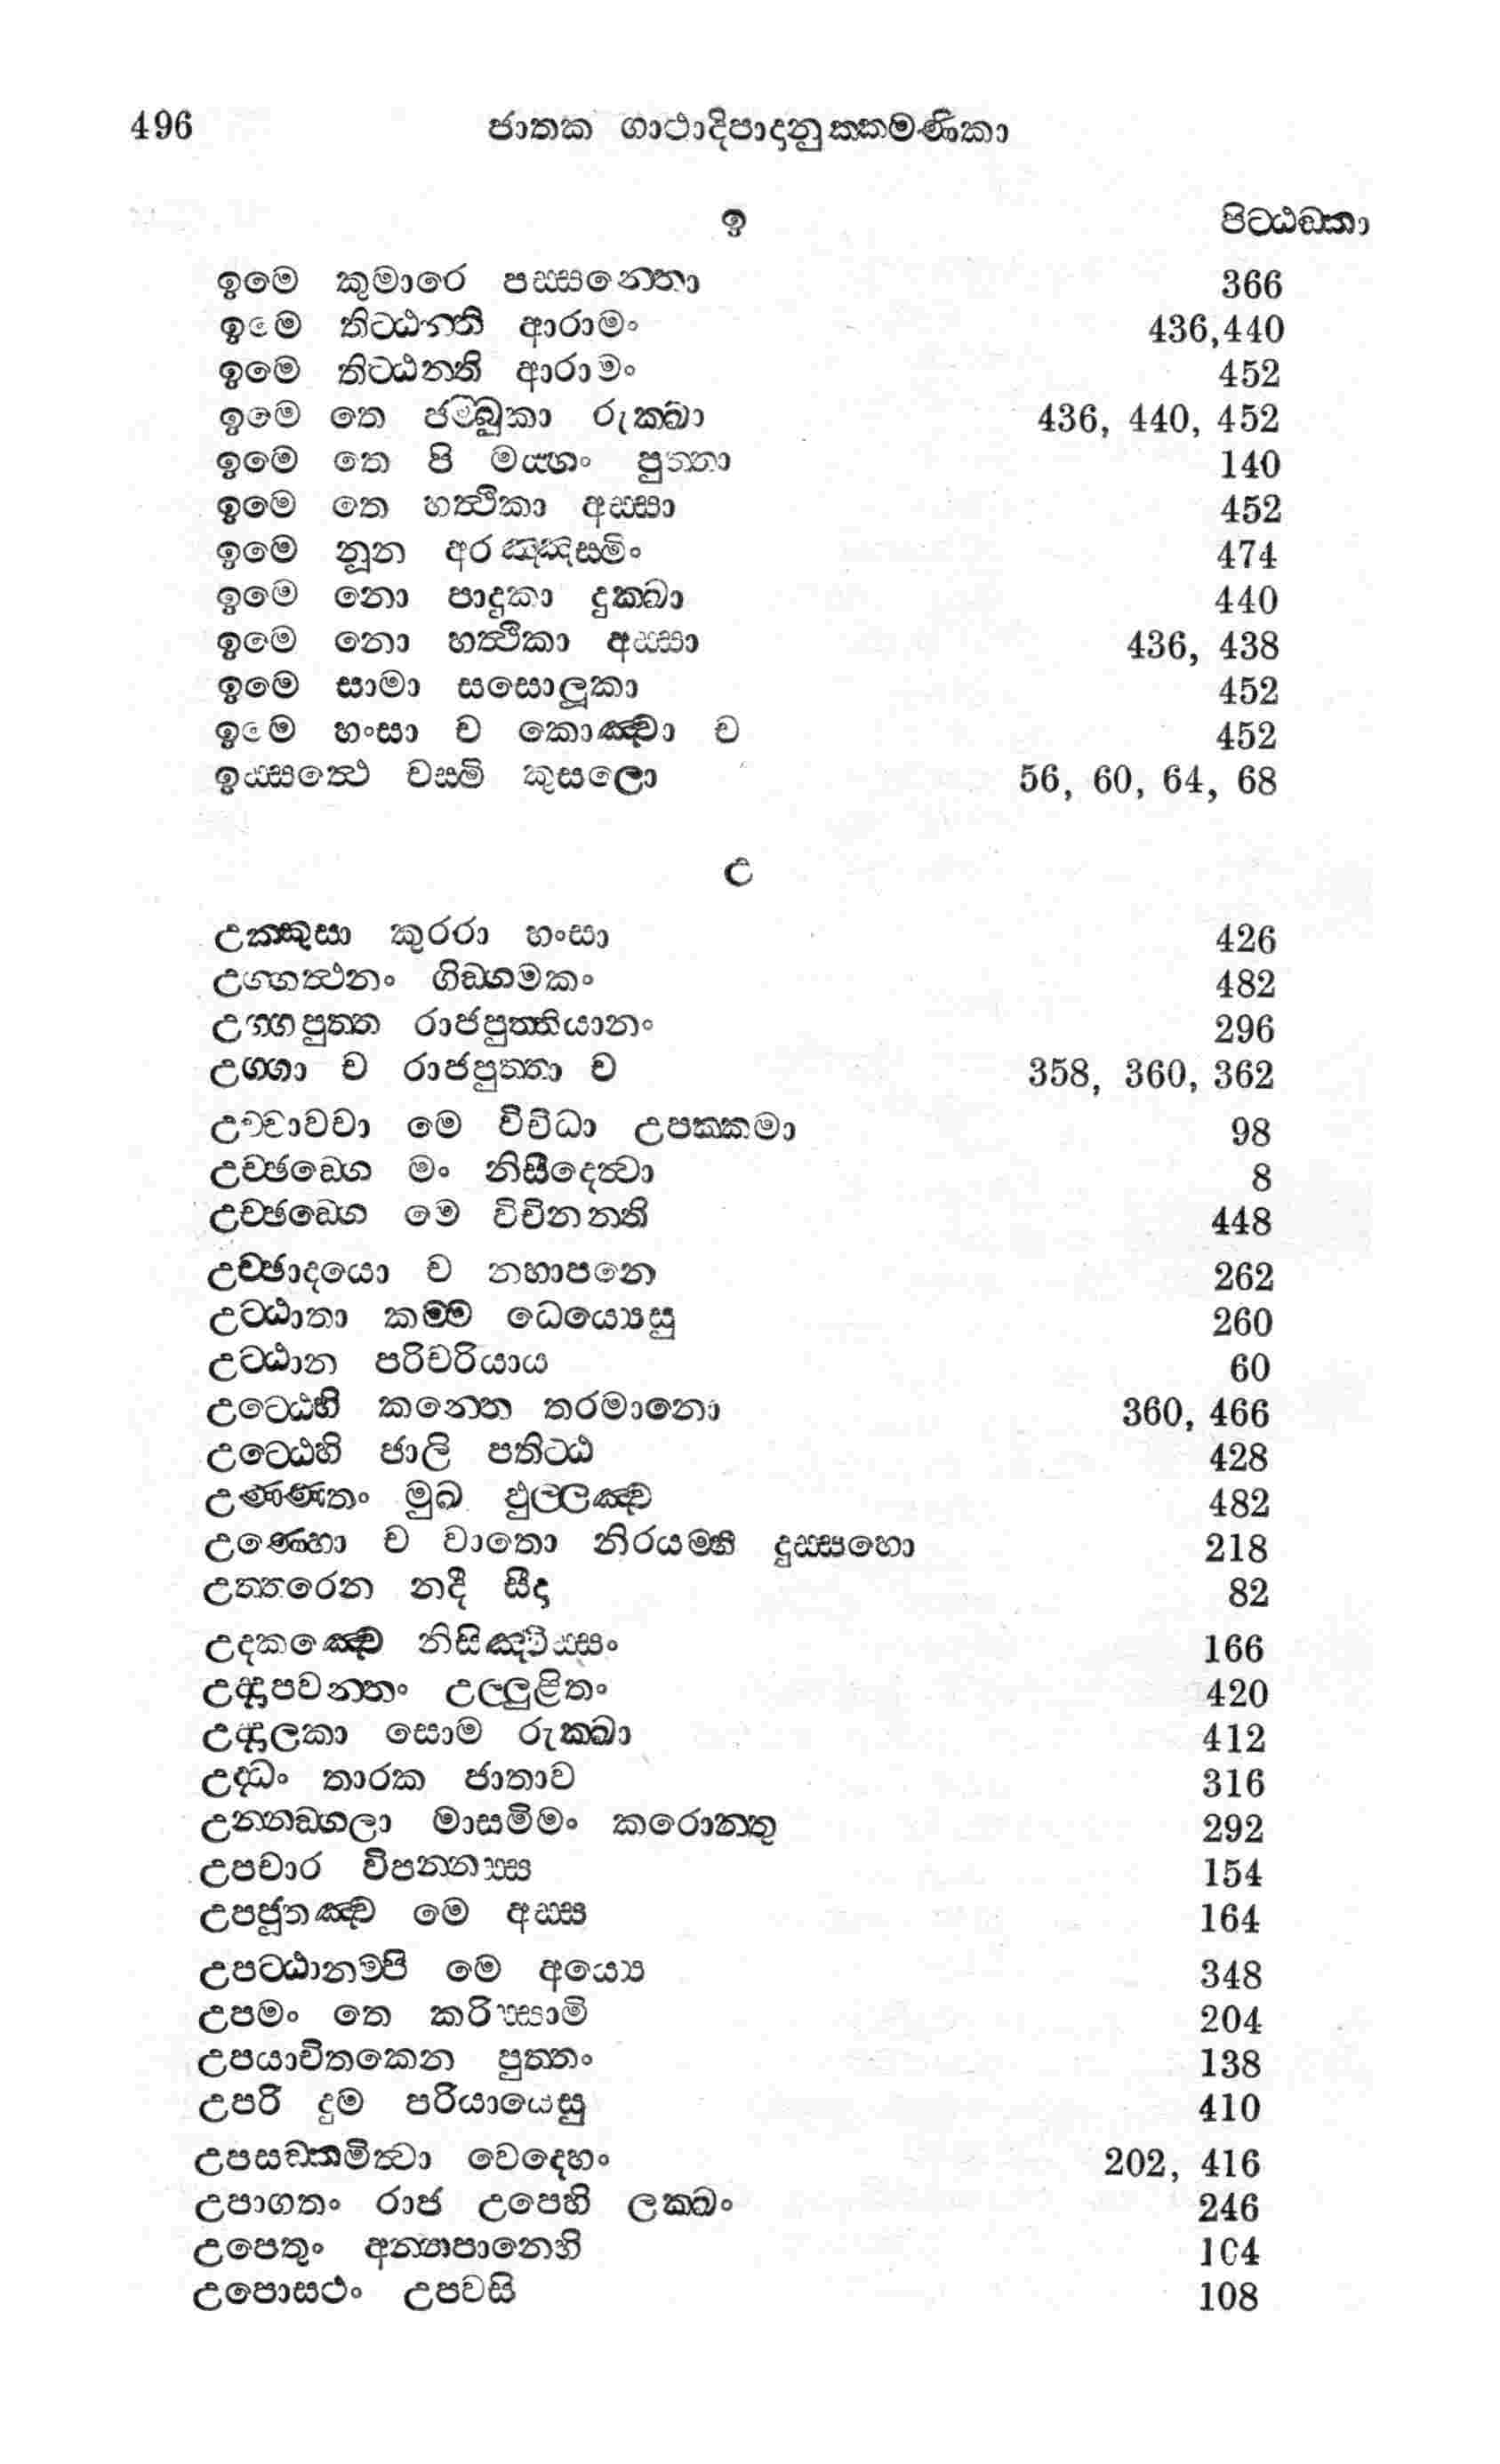 496 ජාතක ගාථාදිපාදානුක්කමණිකා
ඉ පිට්ඨඞ්කා
ඉමෙ කුමාරෙ පස්සන්තො 366
ඉමෙ තිට්ඨන්ති ආරාමං 436,440
ඉමෙ තිට්ඨන්ති ආරාමං 452
ඉමෙ තෙ ජම්බුකා රුක්ඛා 436, 440, 452
ඉමෙ තෙ පි මය්හං පුත්තා 140
ඉමෙ තෙ හත්ථිකා අස්සා 452
ඉමෙ නූන අරඤ්ඤස්මිං 474
ඉමෙ නො පාදුකා දුක්ඛා 440
ඉමෙ නො හත්ථිකා අස්සා 436, 438
ඉමෙ සාමා සසොලූකා 452
ඉමෙ හංසා ච කොඤ්චා ච 452
ඉස්සත්ථෙ චස්මි කුසලො 56, 60, 64, 68
උ
උක්කුසා කුරරා හංසා 426
උග්ගත්ථනං ගිඞ්ගමකං 482
උග්ගපුත්ත රාජපුත්තියානං 296
උග්ගා ච රාජපුත්තා ච 358, 360, 362
උච්චාවචා මෙ විවිධා උපක්කමා 98
උච්ඡඞ්ගෙ මං නිසීදෙත්වා 8
උච්ඡඞ්ගෙ මෙ විචිනන්ති 448
උච්ඡාදයො ච නහාපනෙ 262
උට්ඨාතා කම්ම ධෙය්යෙසු 260
උට්ඨාන පරිචරියාය 60
උට්ඨෙහි කන්තෙ තරමානො 360, 466
උට්ඨෙහි ජාලි පතිට්ඨ 428
උණ්ණතං මුඛ ඵුල්ලඤ්ච 482
උණ්හො ච වාතො නිරයම්හි දුස්සහො 218
උත්තරෙන නදී සීදා 82
උදකඤ්චෙ නිසිඤ්චිස්සං 166
උද්දාපවන්තං උල්ලුළිතං 420
උද්දාලකා සොම රුක්ඛා 412
උද්ධං තාරක ජාතාව 316
උන්නඞ්ගලා මාසමිමං කරොන්තු 292
උපචාර විපන්නස්ස 154
උපජූතඤ්ච මෙ අස්ස 164
උපට්ඨානම්පි මෙ අය්යෙ 348
උපමං තෙ කරිස්සාමි 204
උපයාචිතකෙන පුත්තං 138
උපරි දුම පරියායෙසු 410
උපසඞ්කමිත්වා වෙදෙහං 202, 416
උපාගතං රාජ උපෙහි ලක්ඛං 246
උපෙතුං අන්නපානෙහි 104
උපොසථං උපවසි 108